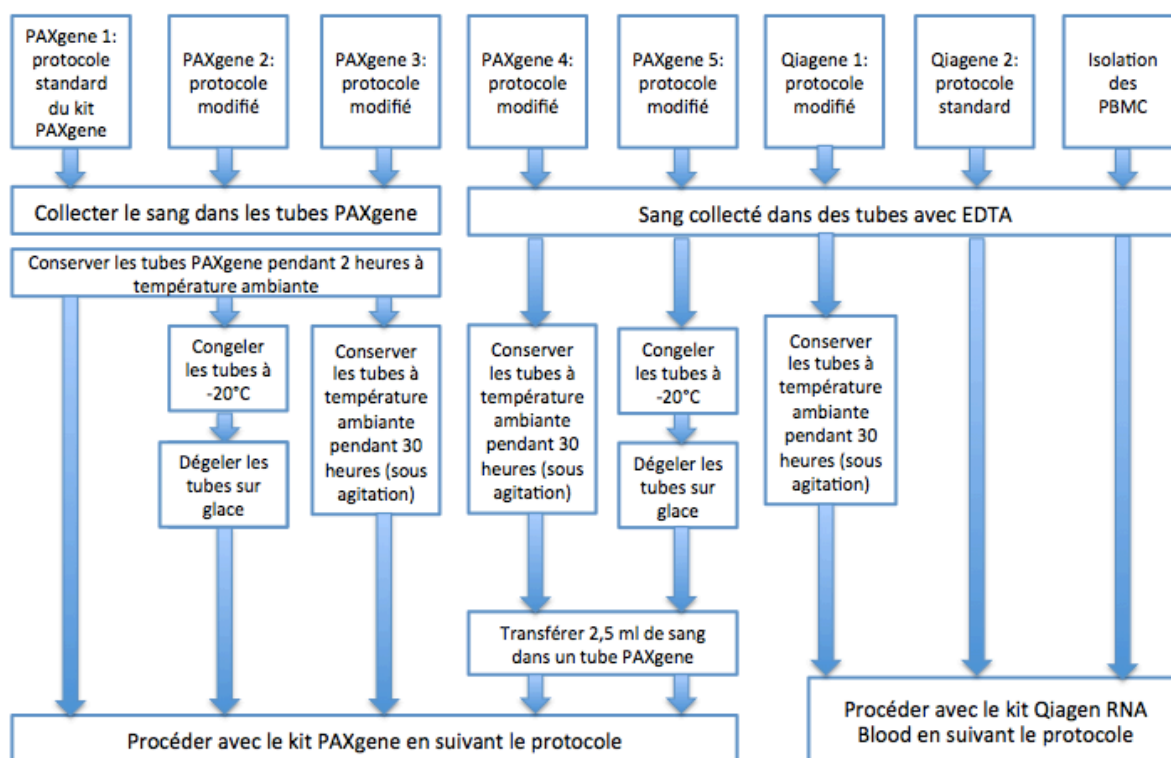 PAXgene 1:
protocole
standard
du kit
PAXgene
PAXgene 2:
protocole
modifié
PAXgene 3:
protocole
modifié
PAXgene 4:
protocole
modifié
PAXgene 5:
protocole
modifié
Qiagene 1:
protocole
modifié
Qiagene 2:
protocole
standard
Isolation
des
PBMC
Collecter le sang dans les tubes PAXgene
Sang collecté dans des tubes avec EDTA
Conserver les tubes PAXgene pendant 2 heures à
température ambiante
Congeler
les tubes à
-20°C
Dégeler les
tubes sur
glace
Conserver
les tubes à
température
ambiante
pendant 30
heures (sous
agitation)
Conserver
les tubes à
température
ambiante
pendant 30
heures (sous
agitation)
Congeler
les tubes à
-20°C
Dégeler les
tubes sur
glace
Conserver
les tubes à
température
ambiante
pendant 30
heures (sous
agitation)
Transférer 2,5 ml de sang
dans un tube PAXgene
Procéder avec le kit PAXgene en suivant le protocole
Procéder avec le kit Qiagen RNA
Blood en suivant le protocole